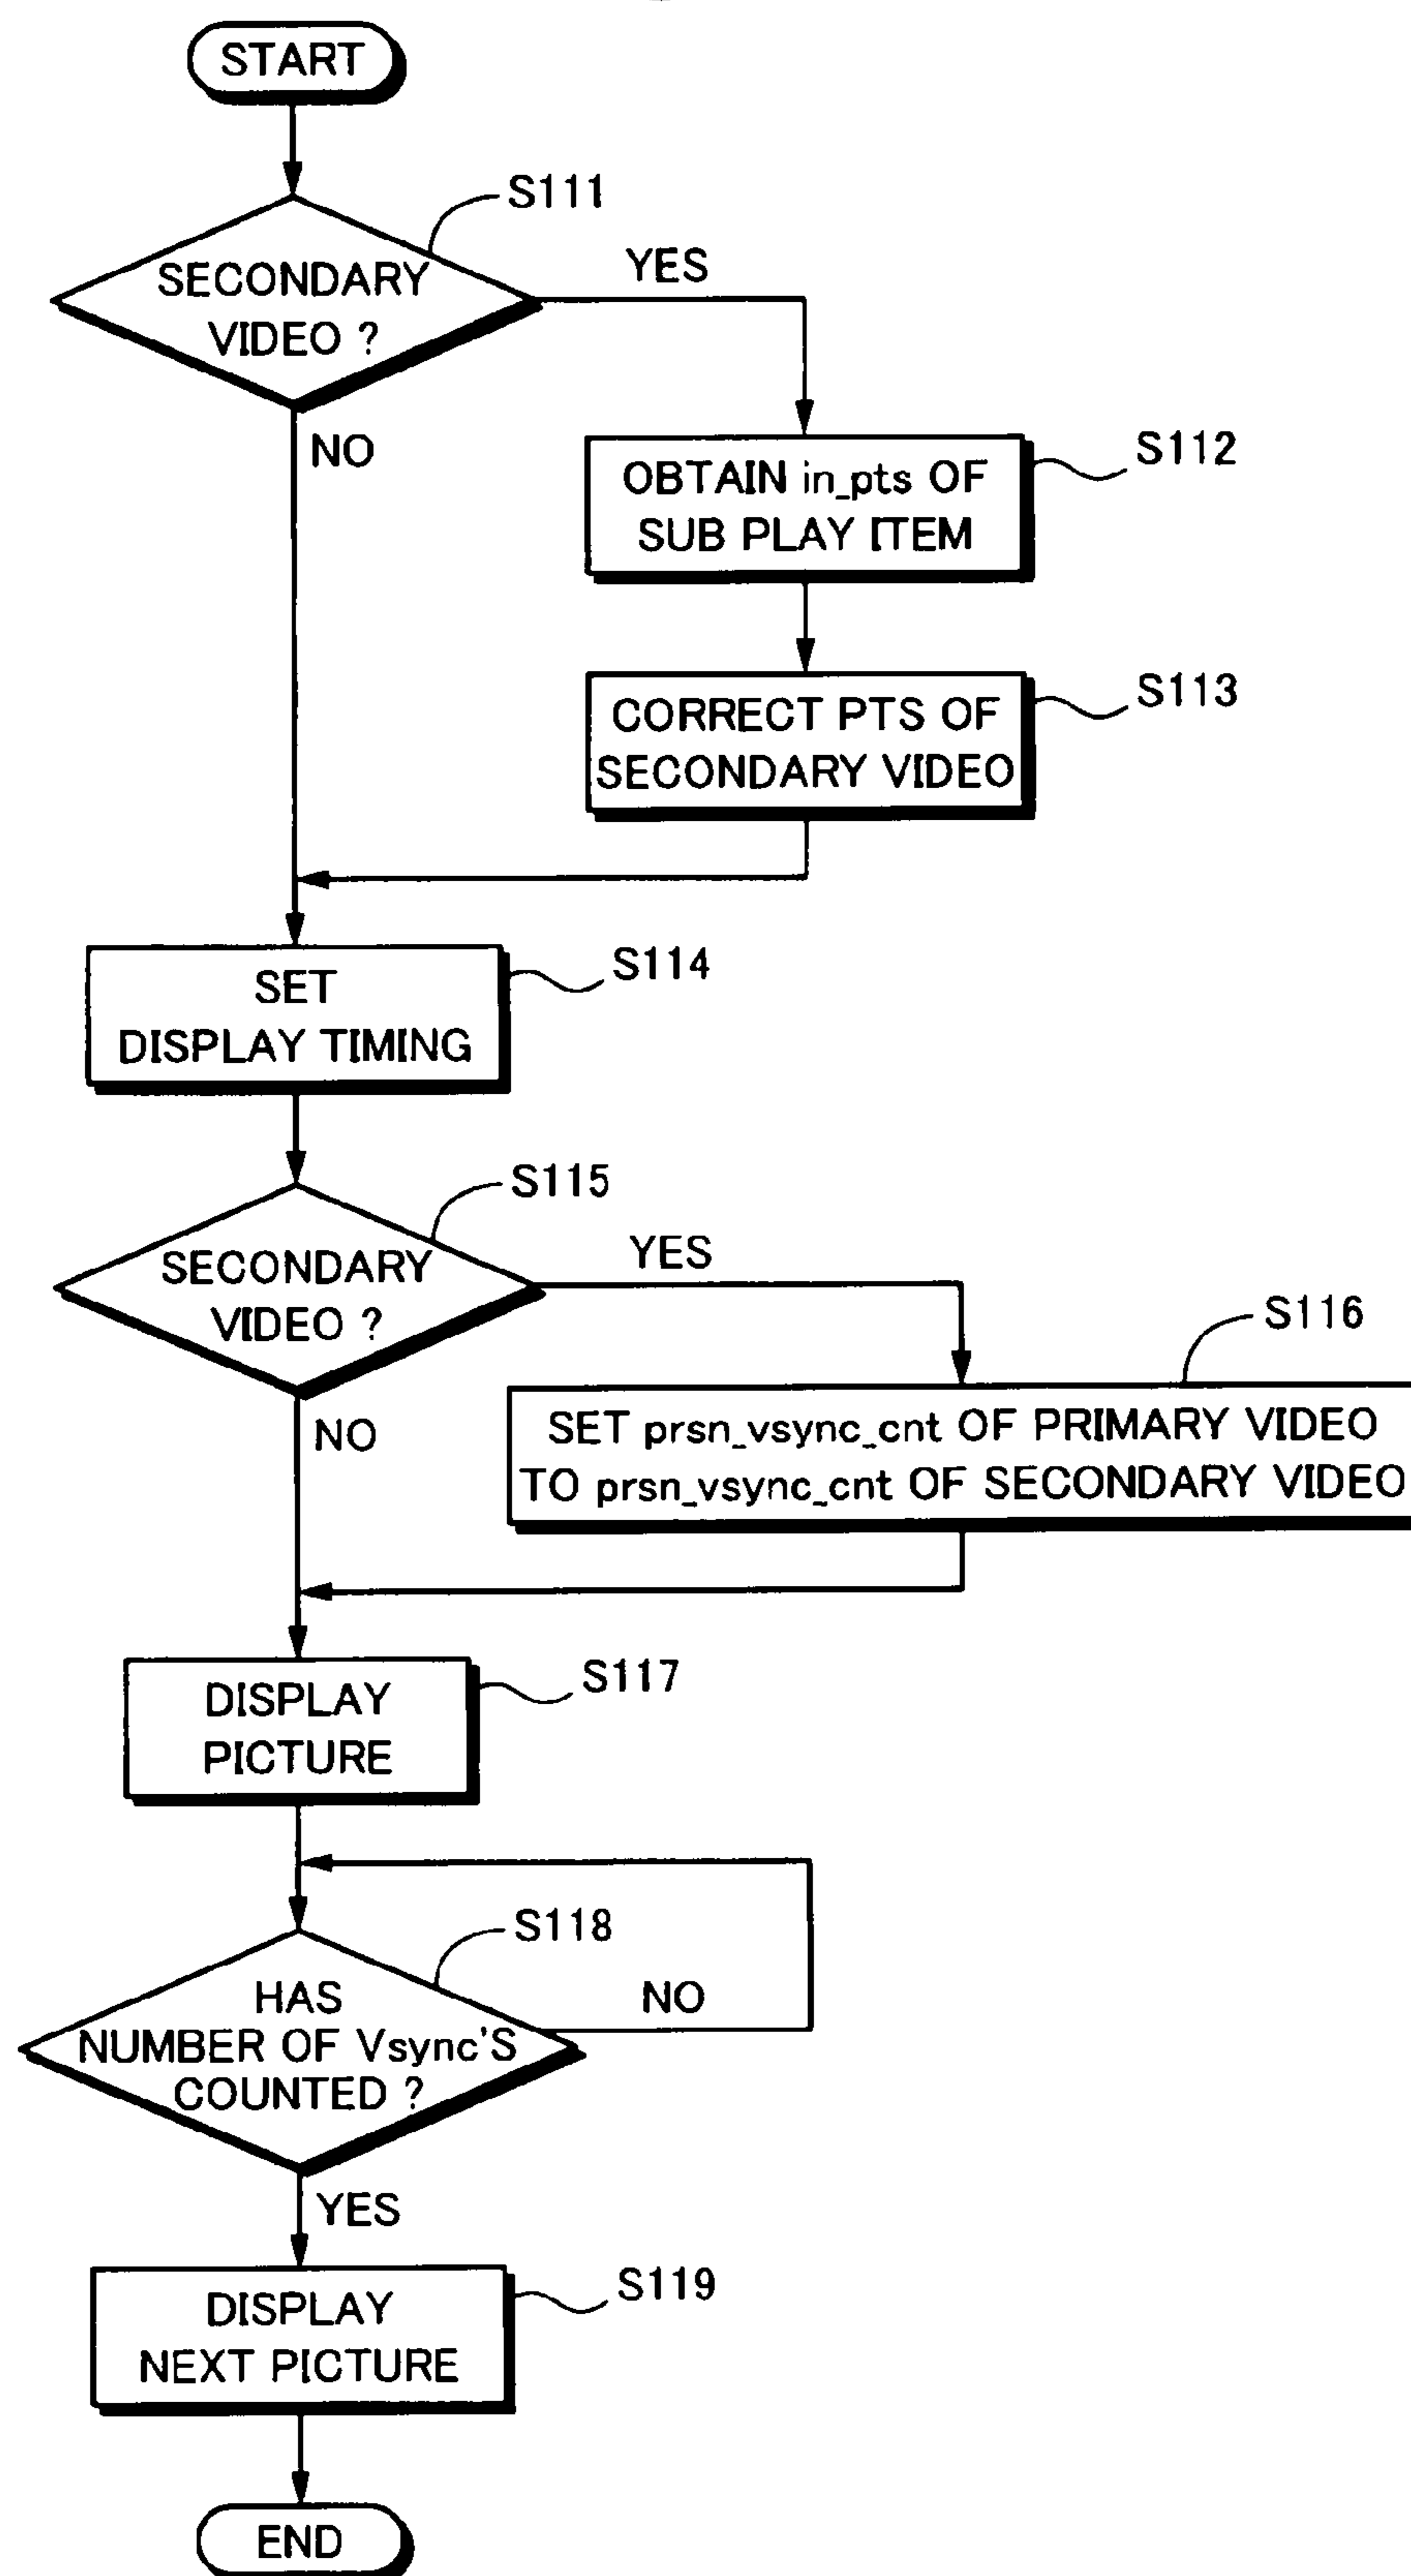 START
S111
SECONDARY
VIDEO ?
YES
NO
S112
OBTAIN in_pts OF
SUB PLAY ITEM
S113
CORRECT PTS OF
SECONDARY VIDEO
S114
SET
DISPLAY TIMING
S115
SECONDARY
VIDEO ?
YES
NO
S116
SET prsn_vsync_cnt OF PRIMARY VIDEO
TO prsn_vsync_cnt OF SECONDARY VIDEO
S117
DISPLAY
PICTURE
S118
HAS
NUMBER OF Vsync'S
COUNTED ?
NO
YES
S119
DISPLAY
NEXT PICTURE
END